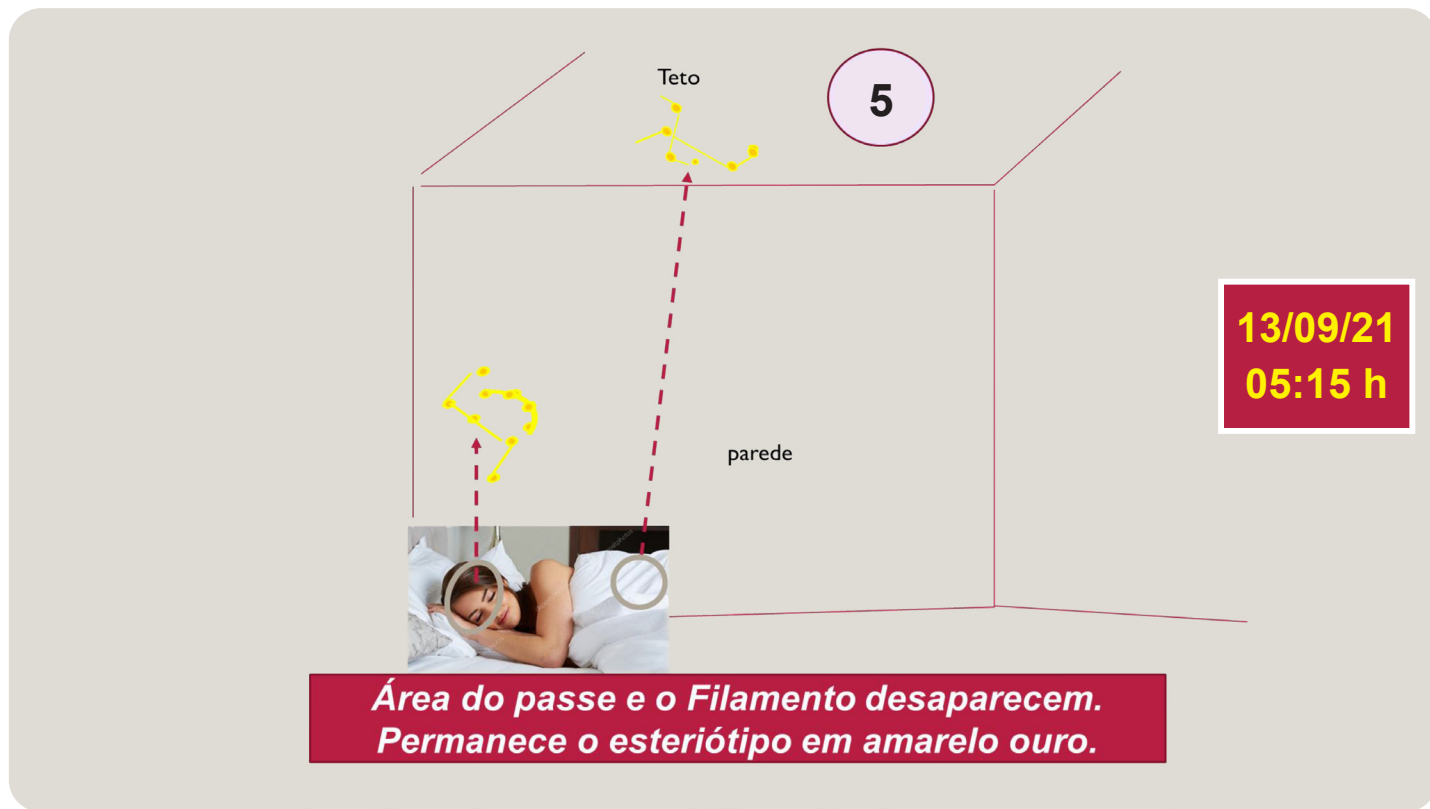 Teto
5
13/09/21
05:15 h
parede
Área do passe e o Filamento desaparecem.
Permanece o esteriótipo em amarelo ouro.